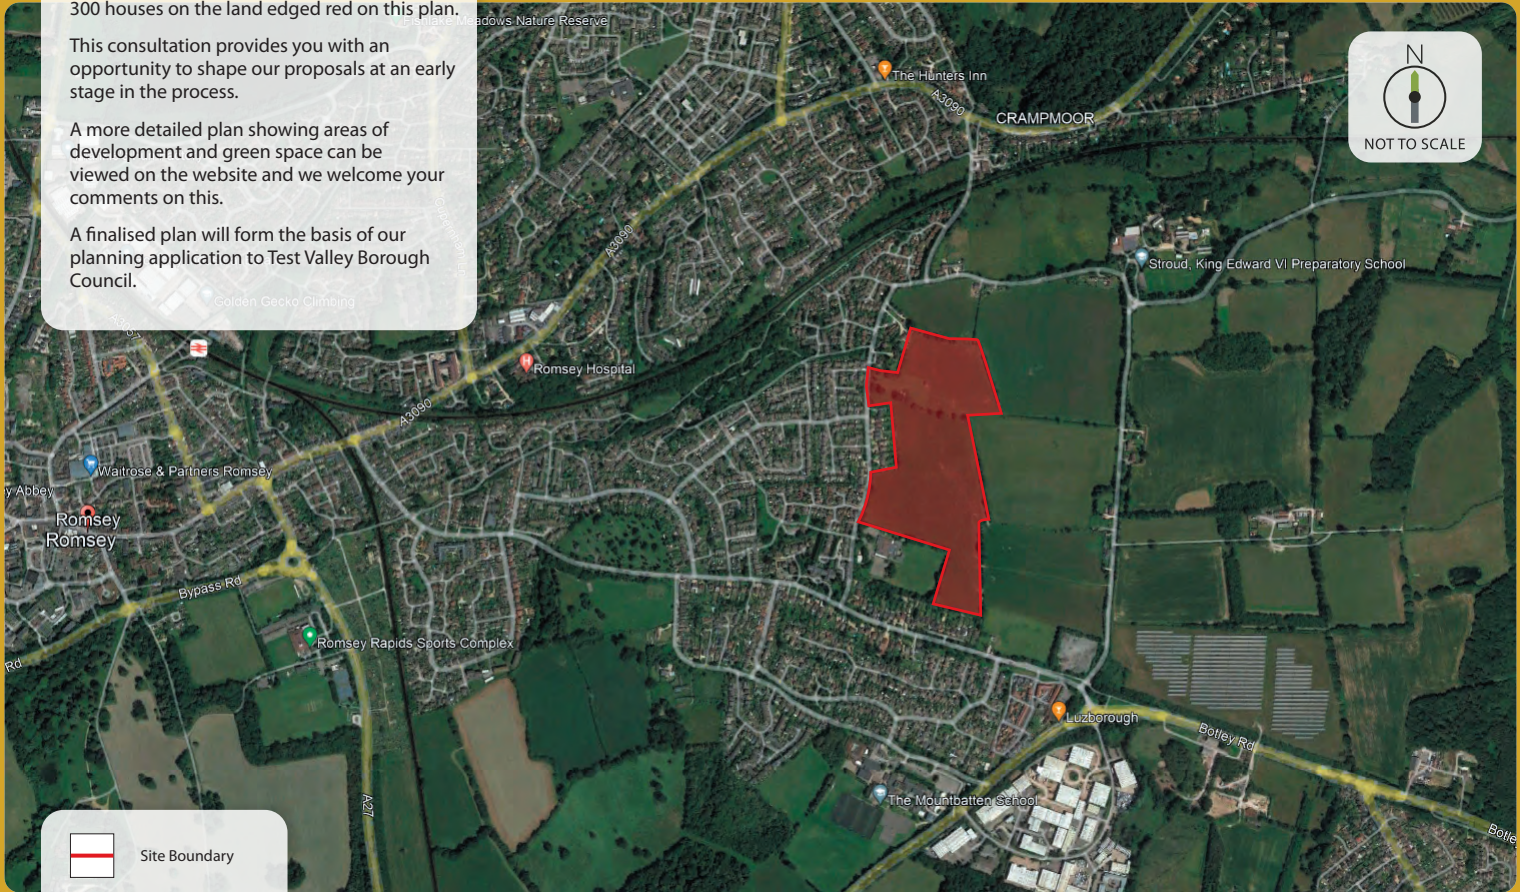 300 houses on the land edged red on this plan.
This consultation provides you with an
opportunity to shape our proposals at an early
stage in the process.
A more detailed plan showing areas of
development and green space can be
viewed on the website and we welcome your
comments on this.
A finalised plan will form the basis of our
planning application to Test Valley Borough
Council.
Fishlake Meadows Nature Reserve
Golden Gecko Climbing
The Hunters Inn
A3090
CRAMPMOOR
N
NOT TO SCALE
Stroud, King Edward VI Preparatory School
A3090
A3057
Romsey Hospital
A3090
Waitrose & Partners Romsey
y Abbey
Romsey
Romsey
Bypass Rd
Rd
Romsey Rapids Sports Complex
A27
Luzborough
Botley Rd
The Mountbatten School
Botle
Site Boundary